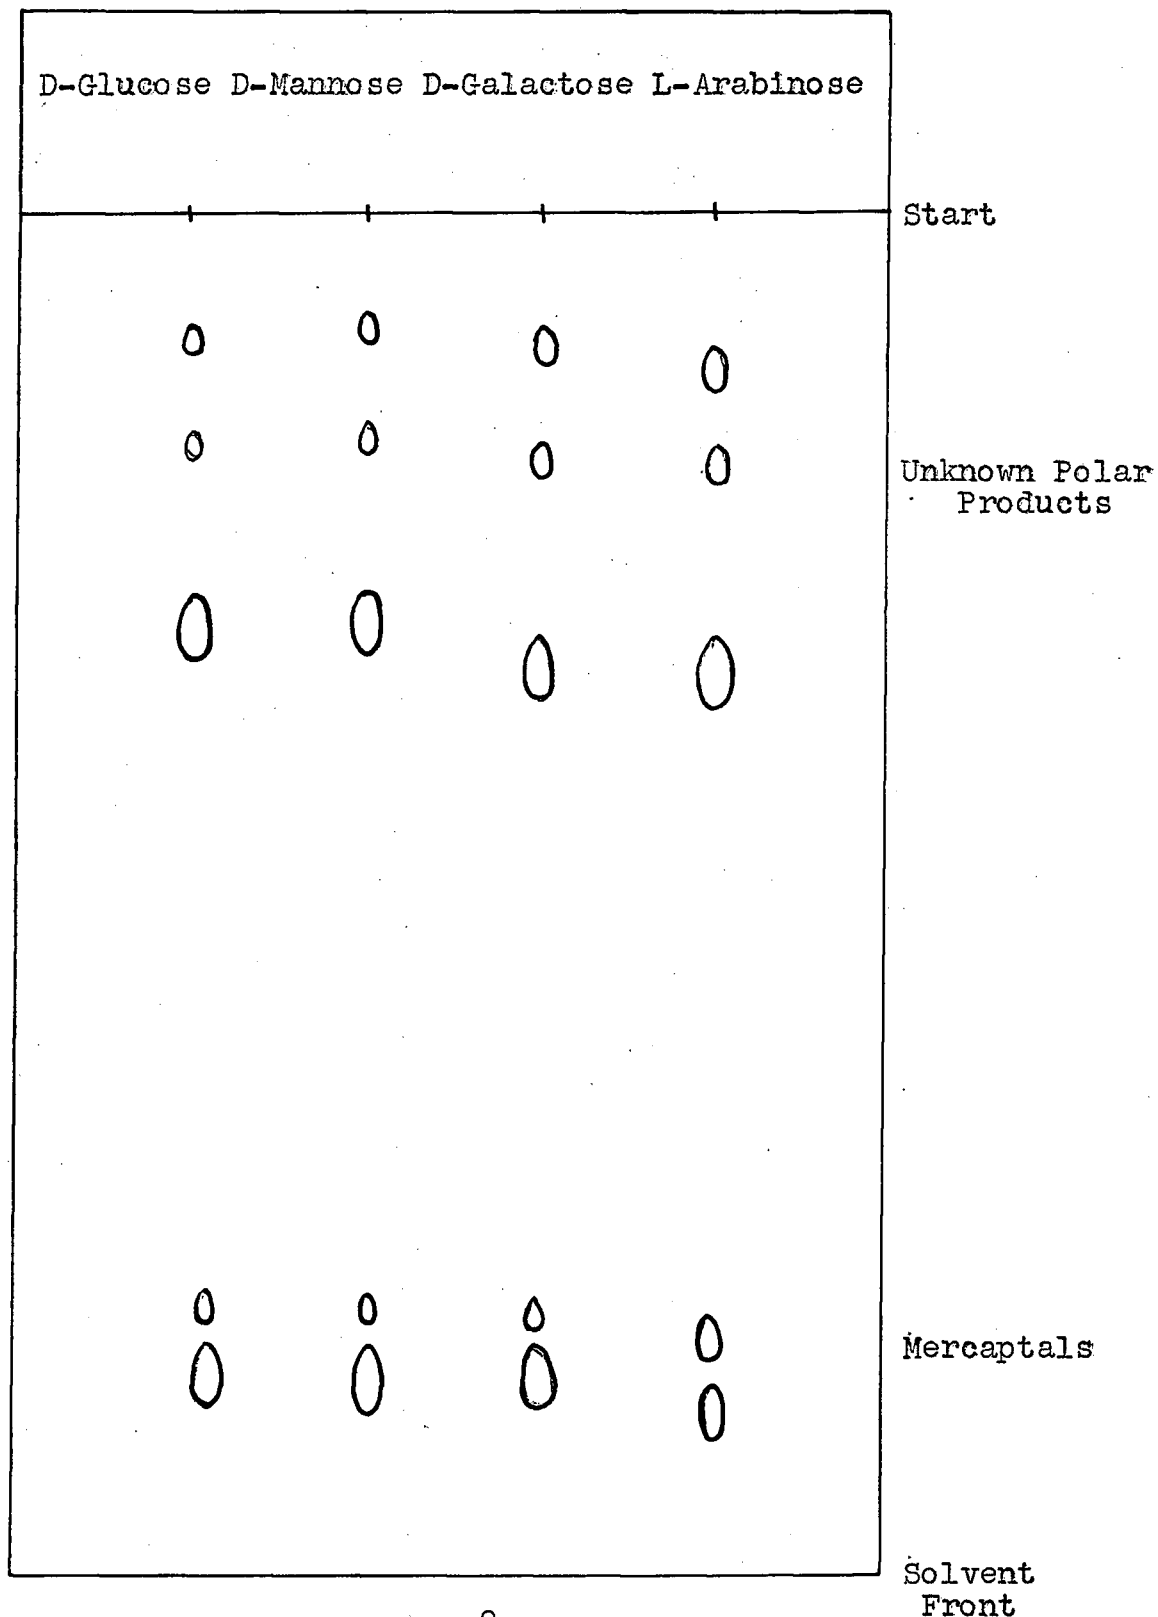 D-Glucose D-Mannose D-Galactose L-Arabinose
Start
Unknown Polar
Products
Mercaptals
Solvent
Front